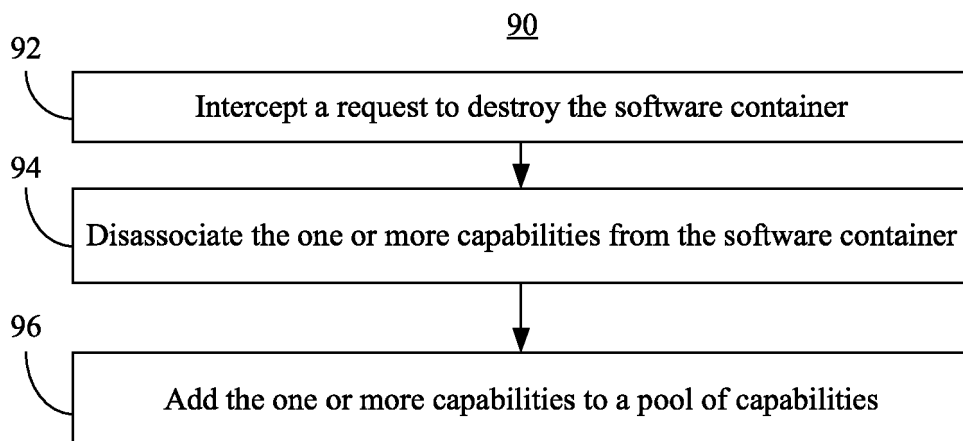 90
92
Intercept a request to destroy the software container
94
Disassociate the one or more capabilities from the software container
96
Add the one or more capabilities to a pool of capabilities